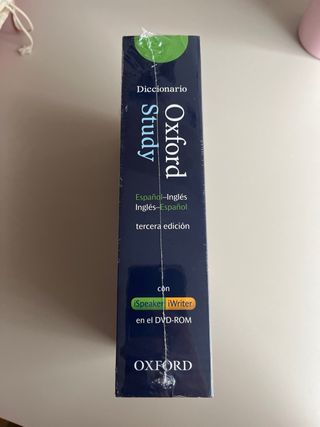 Diccionario
Oxford
Study
Español–Inglés
Inglés–Español
tercera edición
con
iSpeaker iWriter
en el DVD-ROM
OXFORD